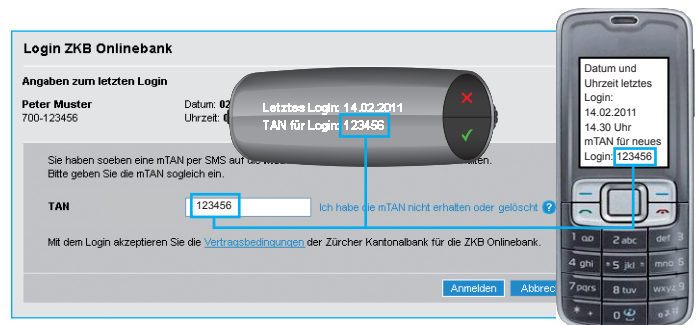 Login ZKB Onlinebank
Angaben zum letzten Login
Peter Muster
700-123456
Datum: 02
Uhrzeit:
Letztes Login: 14.02.2011
TAN für Login: 123456
Sie haben soeben eine mTAN per SMS auf
Bitte geben Sie die mTAN sogleich ein.
TAN
123456
Ich habe die mTAN nicht erhalten oder gelöscht ?
Mit dem Login akzeptieren Sie die Vertragsbedingungen der Zürcher Kantonalbank für die ZKB Onlinebank.
Anmelden
Abbrec
Datum und
Uhrzeit letztes
Login:
14.02.2011
14.30 Uhr
mTAN für neues
Login: 123456
2 abc
def 3
4 ghi
5 jkl
mno 6
7 pqrs
8 tuv
wxyz 9
* +
0